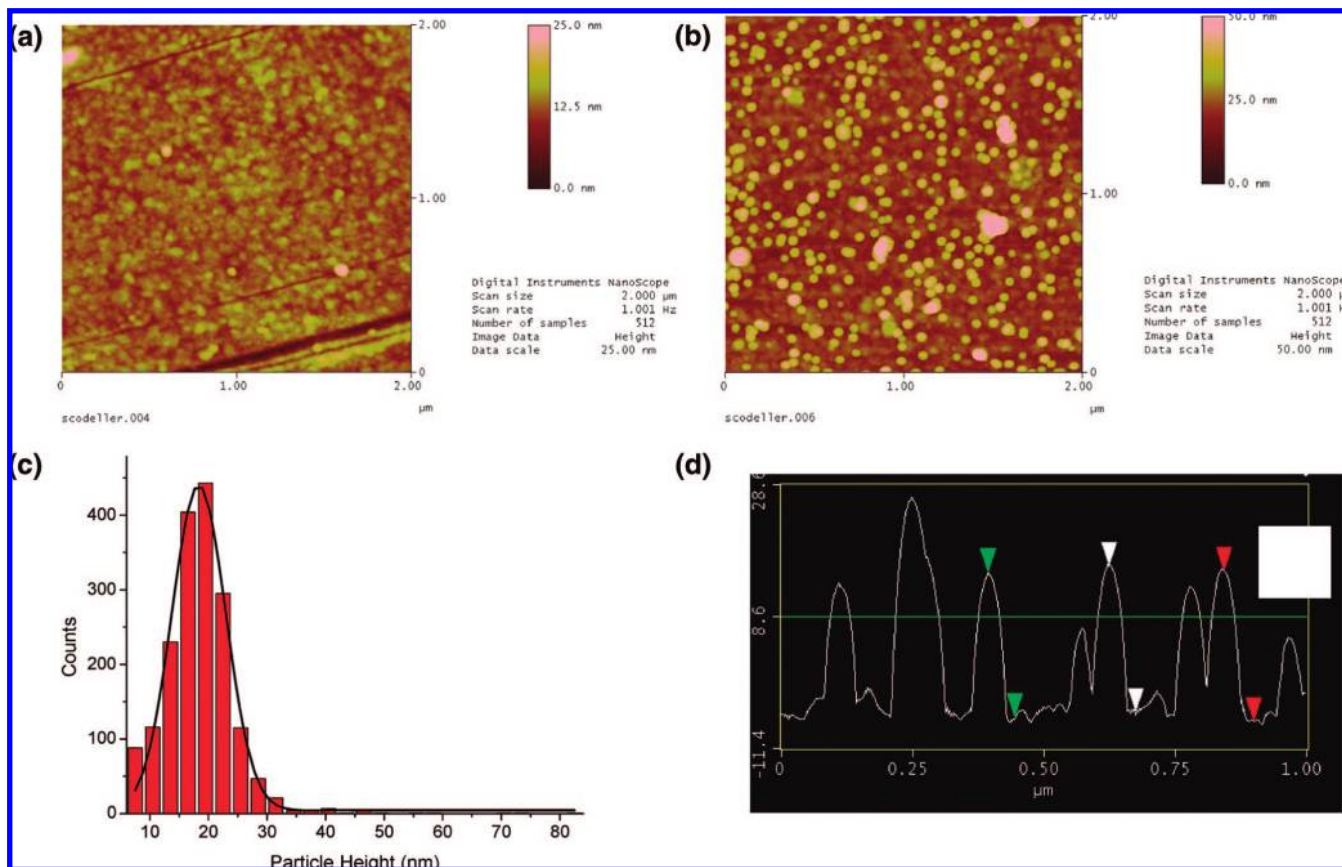 (a)
25.0 nm
12.5 nm
0.0 nm
2.00
1.00
0
0
1.00
2.00
µm
Digital Instruments NanoScope
Scan size 2.000 µm
Scan rate 1.001 Hz
Number of samples 512
Image Data Height
Data scale 25.00 nm
scodeller.004
(b)
50.0 nm
25.0 nm
0.0 nm
2.00
1.00
0
0
1.00
2.00
µm
Digital Instruments NanoScope
Scan size 2.000
Scan rate 1.001
Number of samples 512
Image Data Height
Data scale 50.00 nm
scodeller.006
(c)
Counts
400
300
200
100
0
10 20 30 40 50 60 70 80
Particle Height (nm)
(d)
28.6
8.6
-11.4
0 0.25 0.50 0.75 1.00
µm